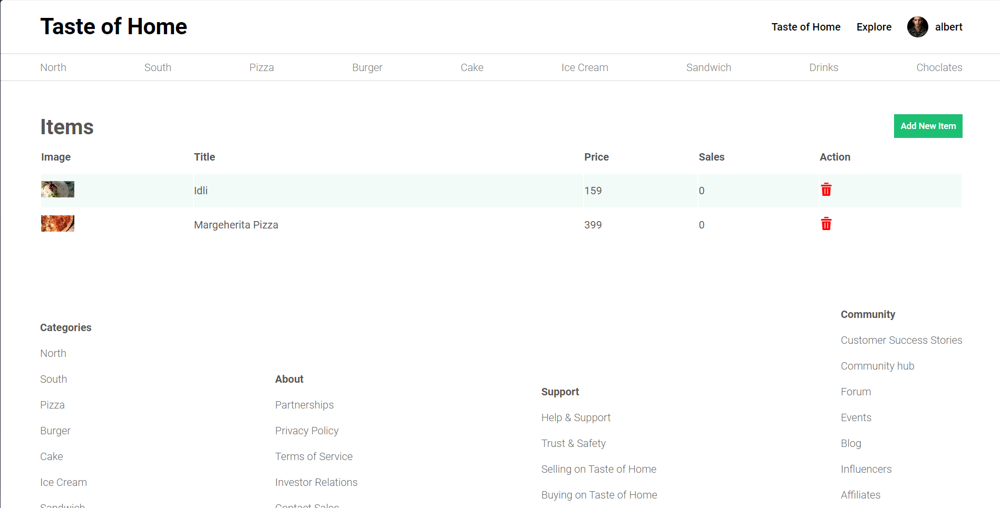 Taste of Home
Taste of Home Explore albert
North South Pizza Burger Cake Ice Cream Sandwich Drinks Choclates
Items
Add New Item
Image Title Price Sales Action
Idli 159 0
Margeherita Pizza 399 0
Categories
North
South
Pizza
Burger
Cake
Ice Cream
Sandwich
About
Partnerships
Privacy Policy
Terms of Service
Investor Relations
Contact Sales
Support
Help & Support
Trust & Safety
Selling on Taste of Home
Buying on Taste of Home
Community
Customer Success Stories
Community hub
Forum
Events
Blog
Influencers
Affiliates